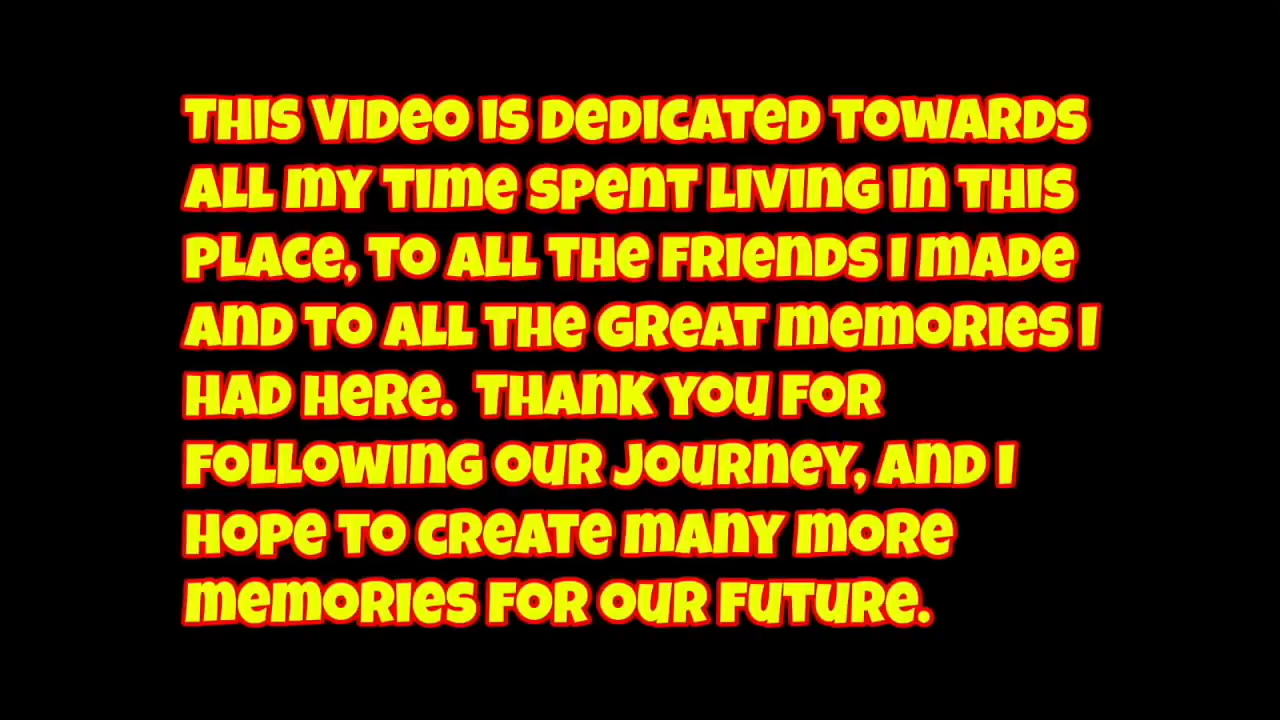 THIS VIDEO IS DEDICATED TOWARDS
ALL MY TIME SPENT LIVING IN THIS
PLACE, TO ALL THE FRIENDS I MADE
AND TO ALL THE GREAT MEMORIES I
HAD HERE.  THANK YOU FOR
FOLLOWING OUR JOURNEY, AND I
HOPE TO CREATE MANY MORE
MEMORIES FOR OUR FUTURE.